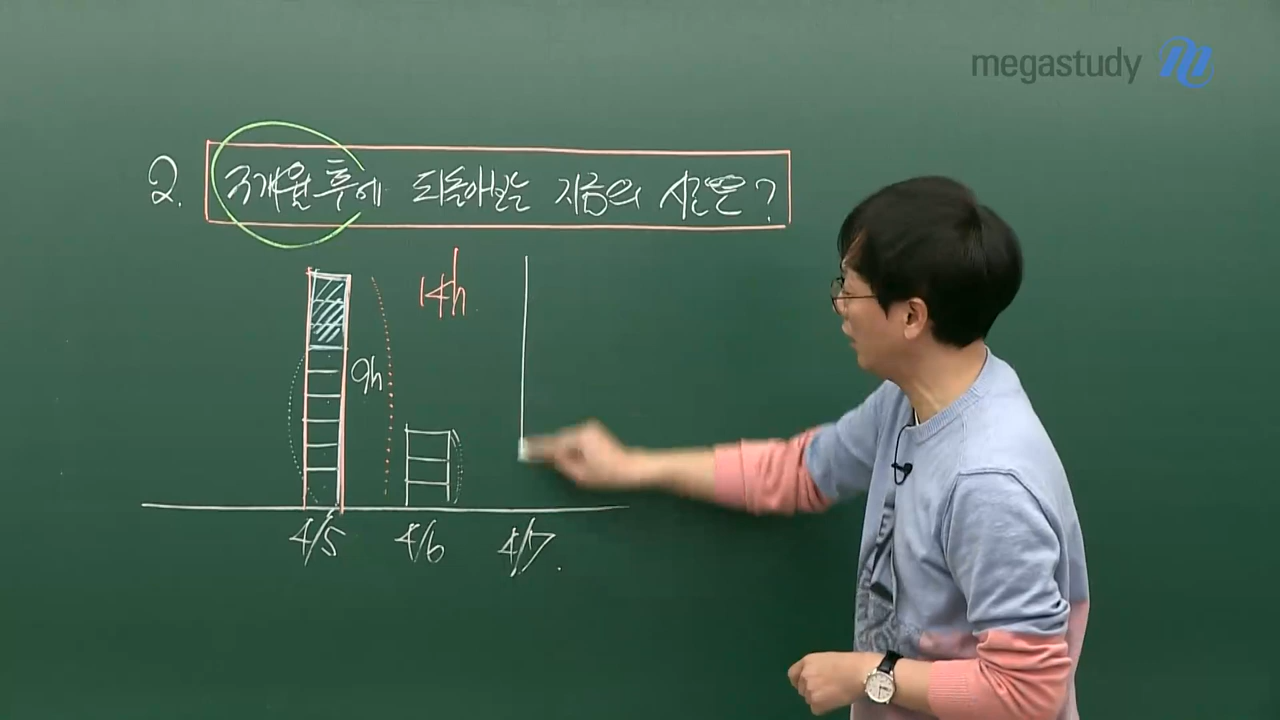 megastudy
2. 3개월 후에 되돌아보는 지금의 시간은?
14h
9h
4/5 4/6 4/7.